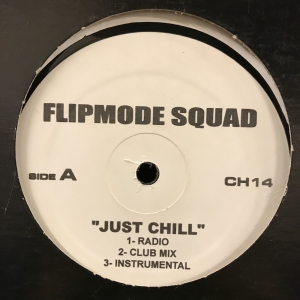 FLIPMODE SQUAD
SIDE A
CH14
"JUST CHILL"
1- RADIO
2- CLUB MIX
3- INSTRUMENTAL